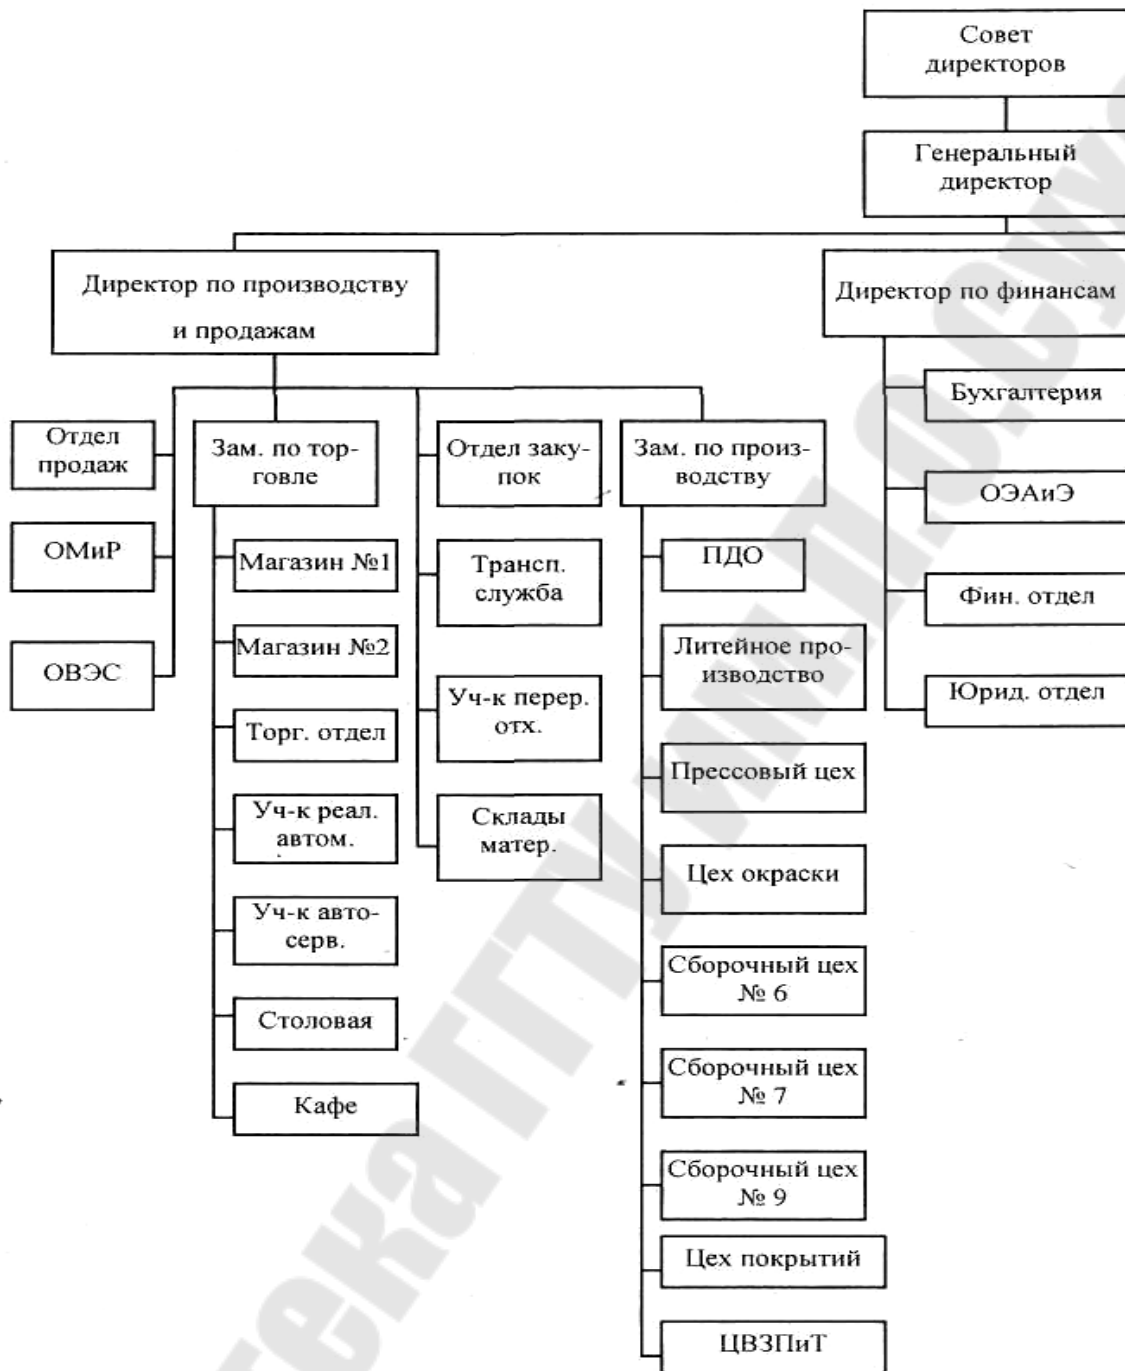 Совет
директоров
Генеральный
директор
Директор по производству
и продажам
Директор по финансам
Отдел
продаж
ОМиР
ОВЭС
Зам. по тор-
говле
Магазин №1
Магазин №2
Торг. отдел
Уч-к реал.
автом.
Уч-к авто-
серв.
Столовая
Кафе
Отдел заку-
пок
Трансп.
служба
Уч-к перер.
отх.
Склады
матер.
Зам. по произ-
водству
ПДО
Литейное про-
изводство
Прессовый цех
Цех окраски
Сборочный цех
№ 6
Сборочный цех
№ 7
Сборочный цех
№ 9
Цех покрытий
ЦВЗПиТ
Бухгалтерия
ОЭАиЭ
Фин. отдел
Юрид. отдел